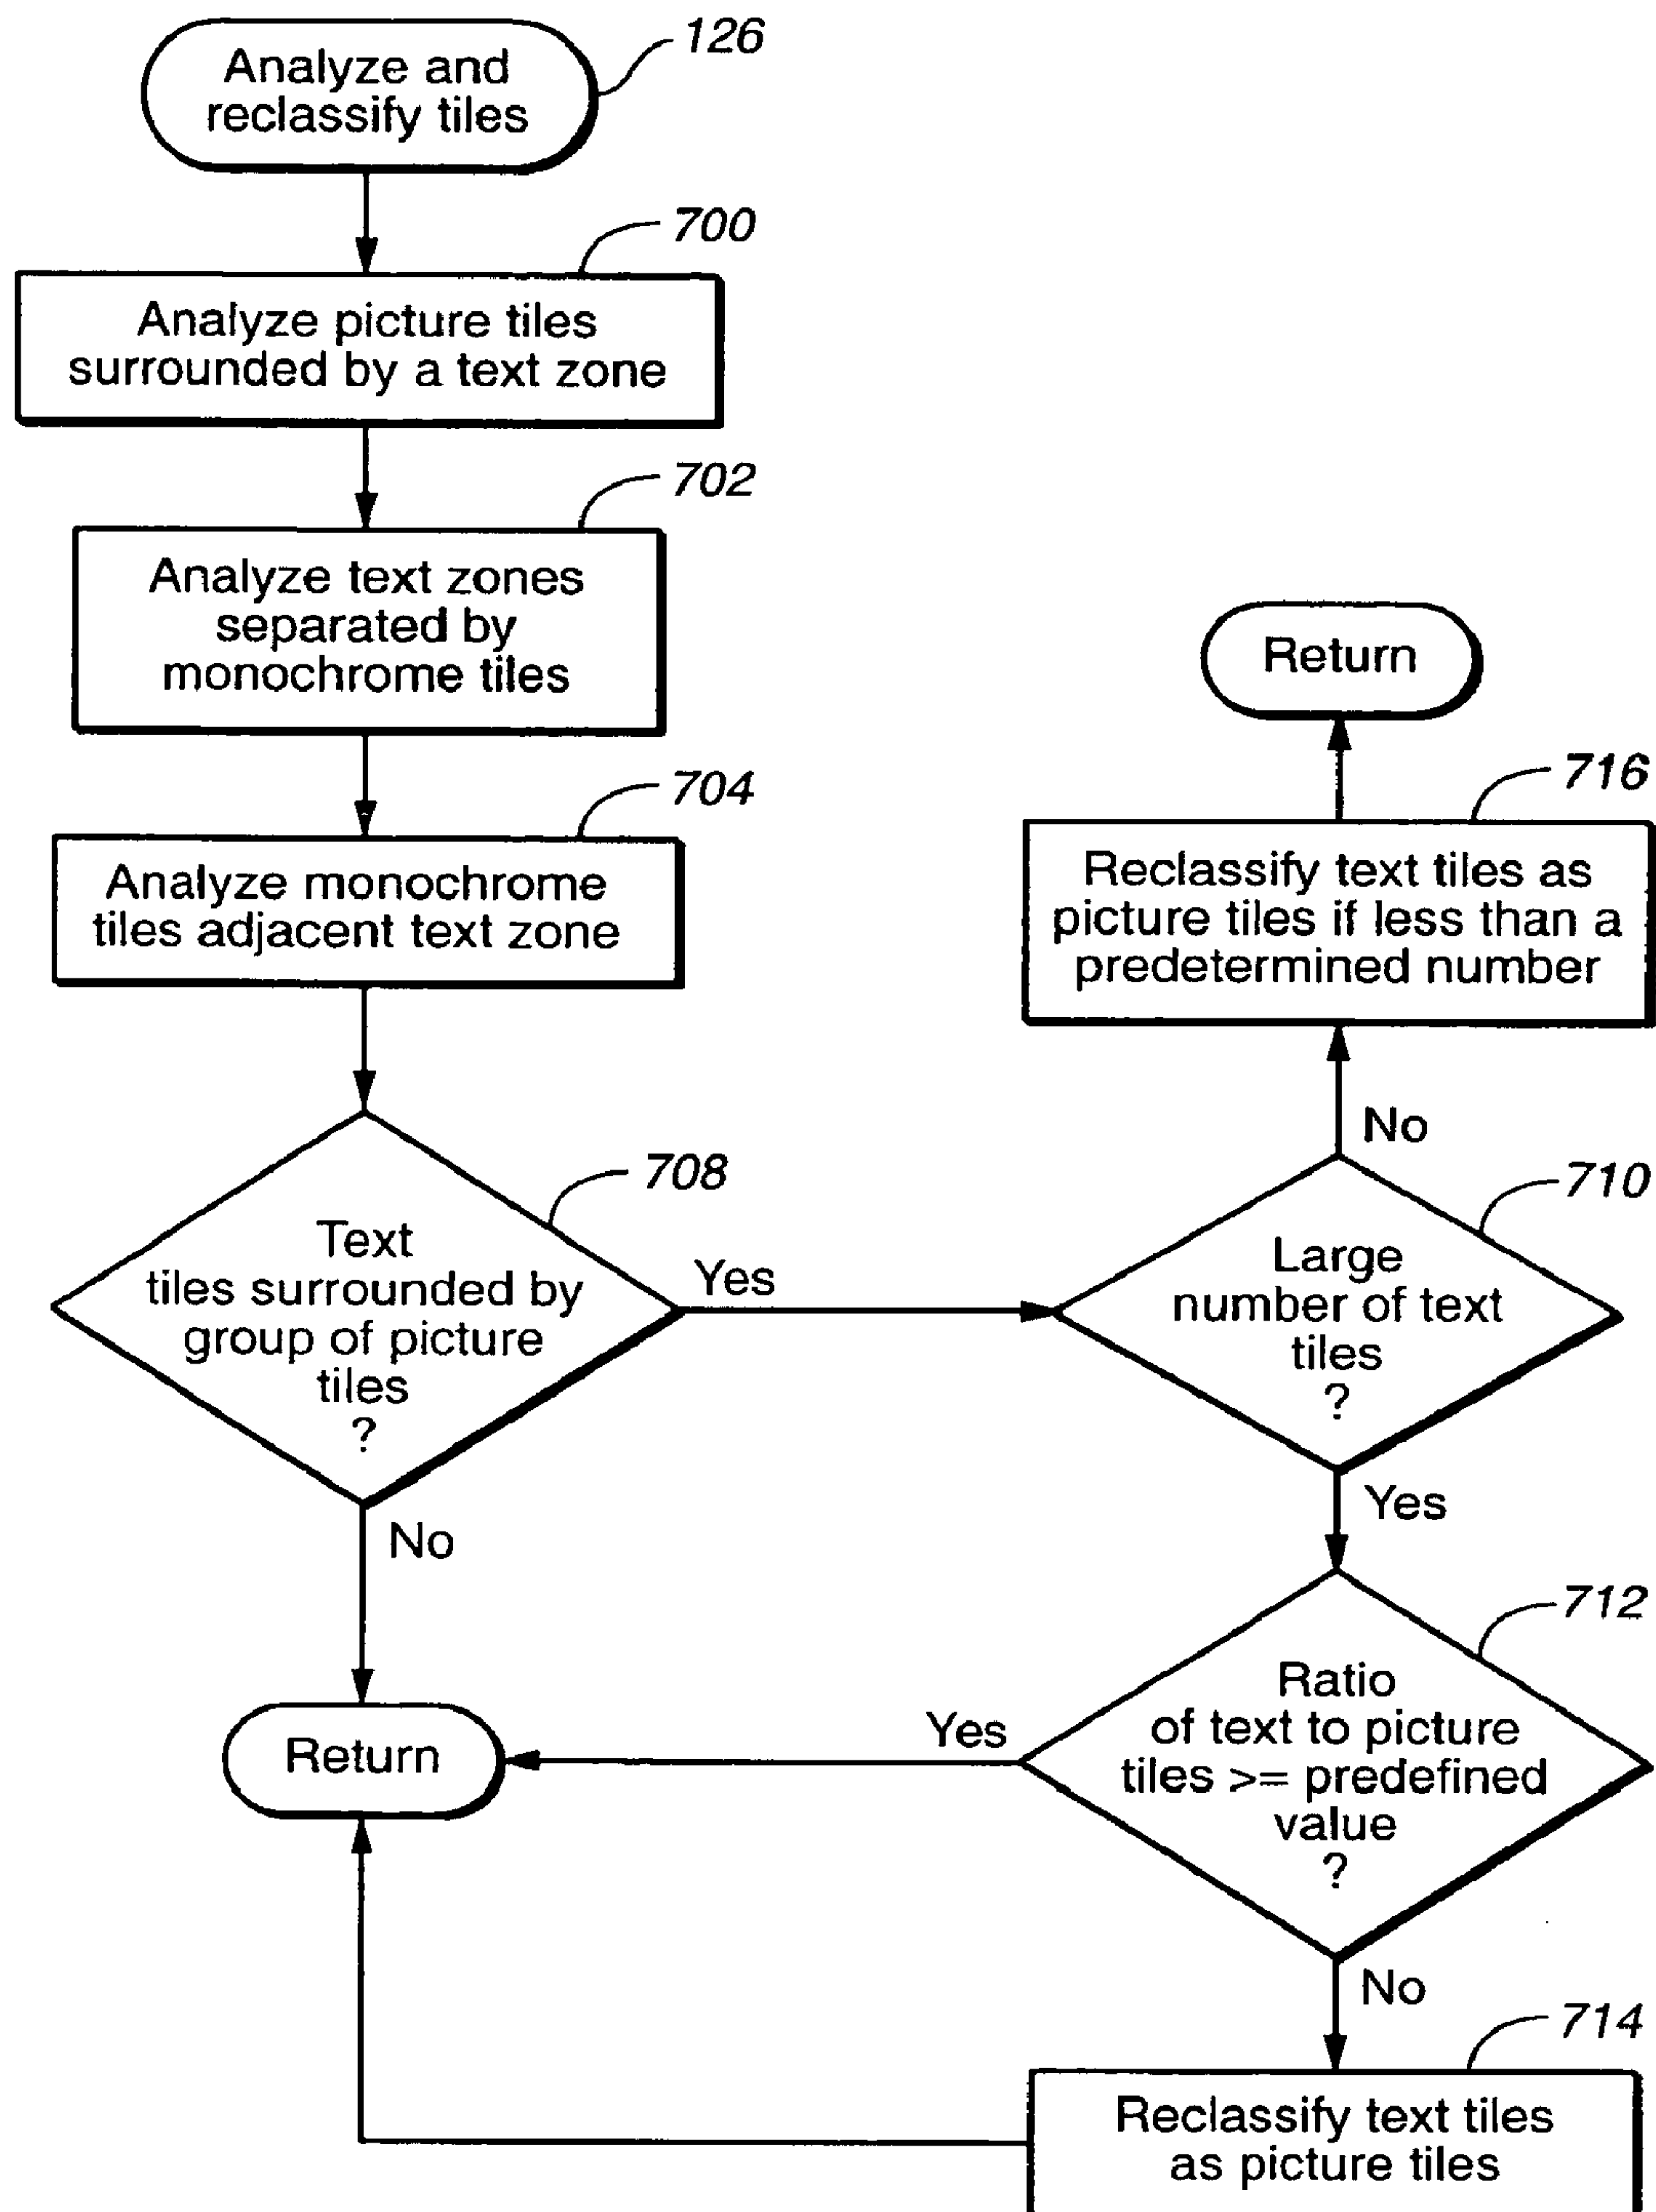 126
Analyze and
reclassify tiles
700
Analyze picture tiles
surrounded by a text zone
702
Analyze text zones
separated by
monochrome tiles
704
Analyze monochrome
tiles adjacent text zone
708
Text
tiles surrounded by
group of picture
tiles
?
Yes
No
Return
Return
716
Reclassify text tiles as
picture tiles if less than a
predetermined number
No
710
Large
number of text
tiles
?
Yes
712
Ratio
of text to picture
tiles >= predefined
value
?
Yes
No
714
Reclassify text tiles
as picture tiles